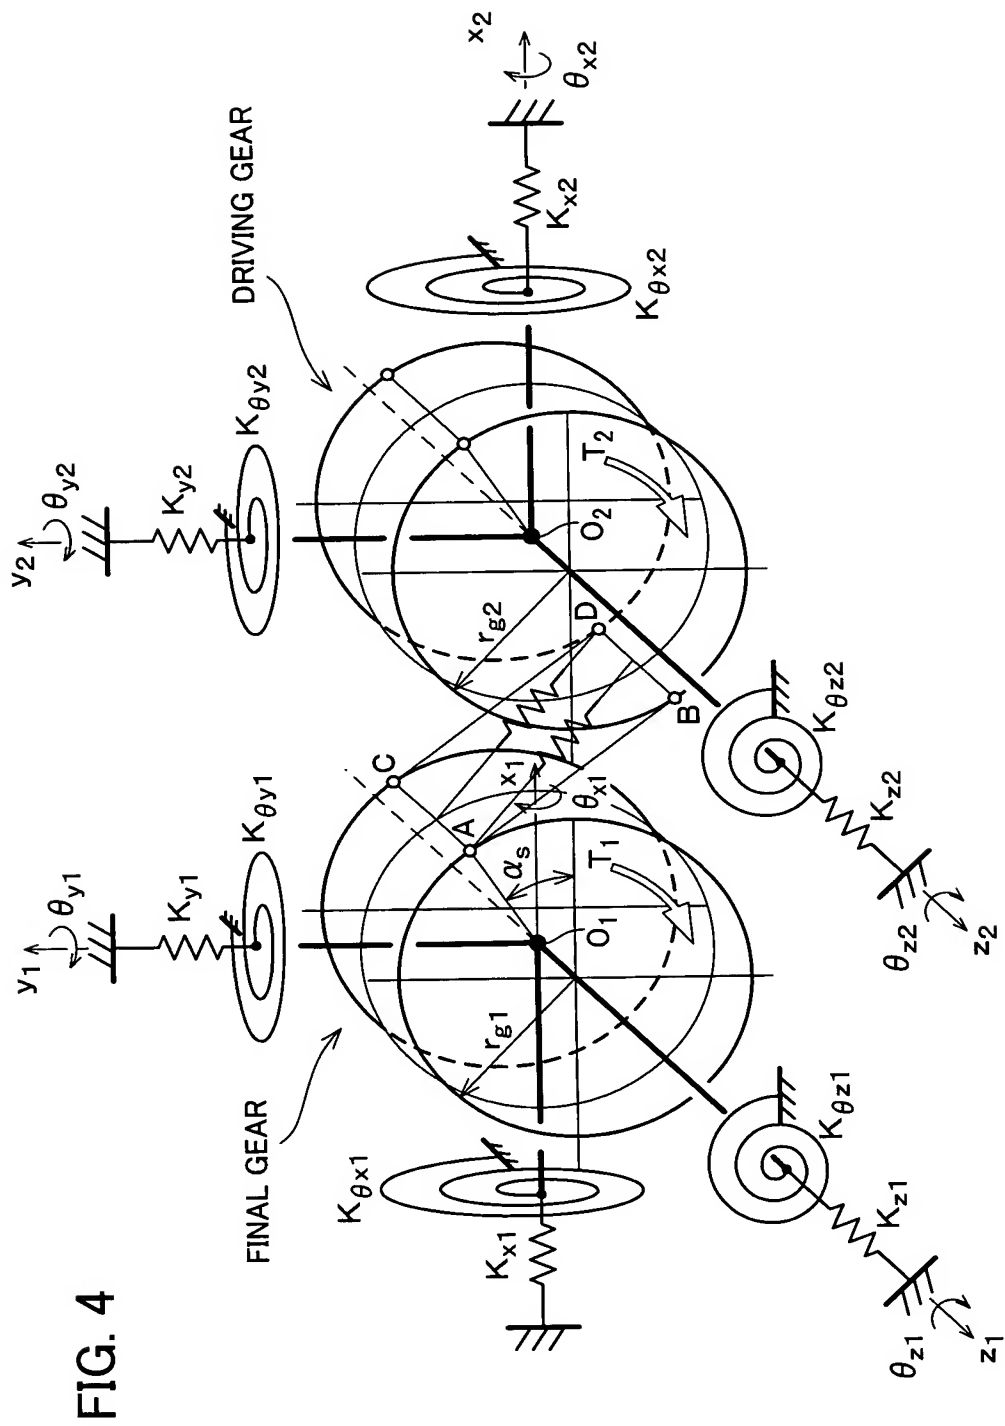 FIG. 4
FINAL GEAR
DRIVING GEAR
y1
θy1
Ky1
Kθy1
y2
θy2
Ky2
Kθy2
Kθx1
Kx1
rg1
A
C
αs
x1
θx1
T1
O1
rg2
D
B
T2
O2
Kθx2
Kx2
x2
θx2
Kθz1
Kz1
θz1
z1
Kθz2
Kz2
θz2
z2